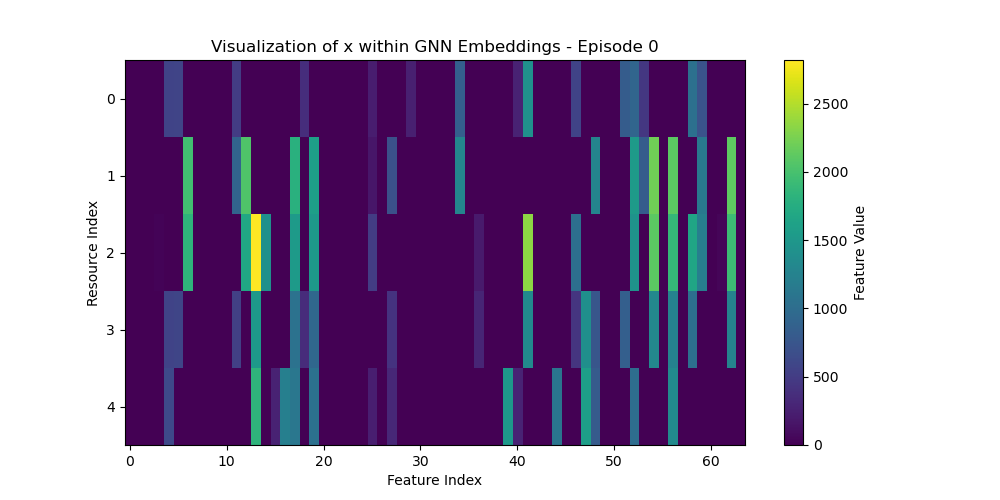 Visualization of x within GNN Embeddings - Episode 0
Resource Index
0
1
2
3
4
0 10 20 30 40 50 60
Feature Index
2500
2000
1500
1000
500
0
Feature Value